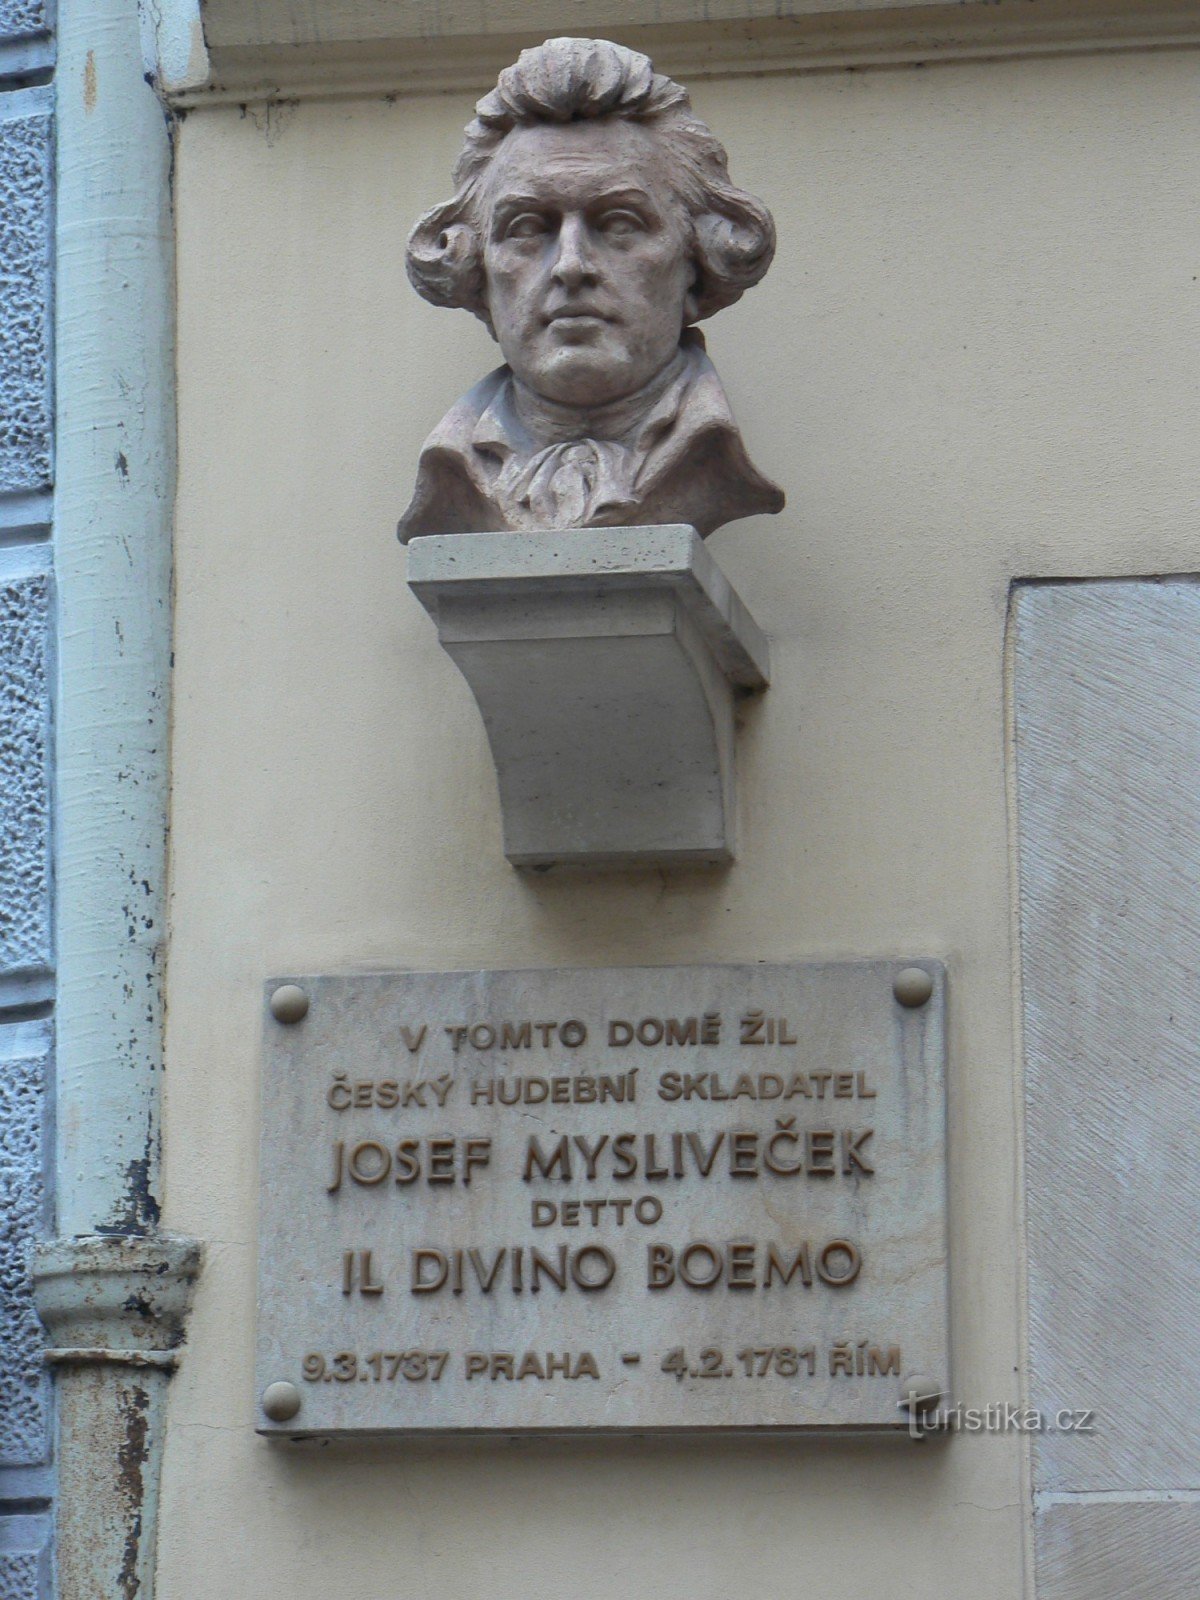 V TOMTO DOMĚ ŽIL
ČESKÝ HUDEBNÍ SKLADATEL
JOSEF MYSLIVEČEK
DETTO
IL DIVINO BOEMO
9.3.1737 PRAHA - 4.2.1781 ŘÍM
Turistika.cz